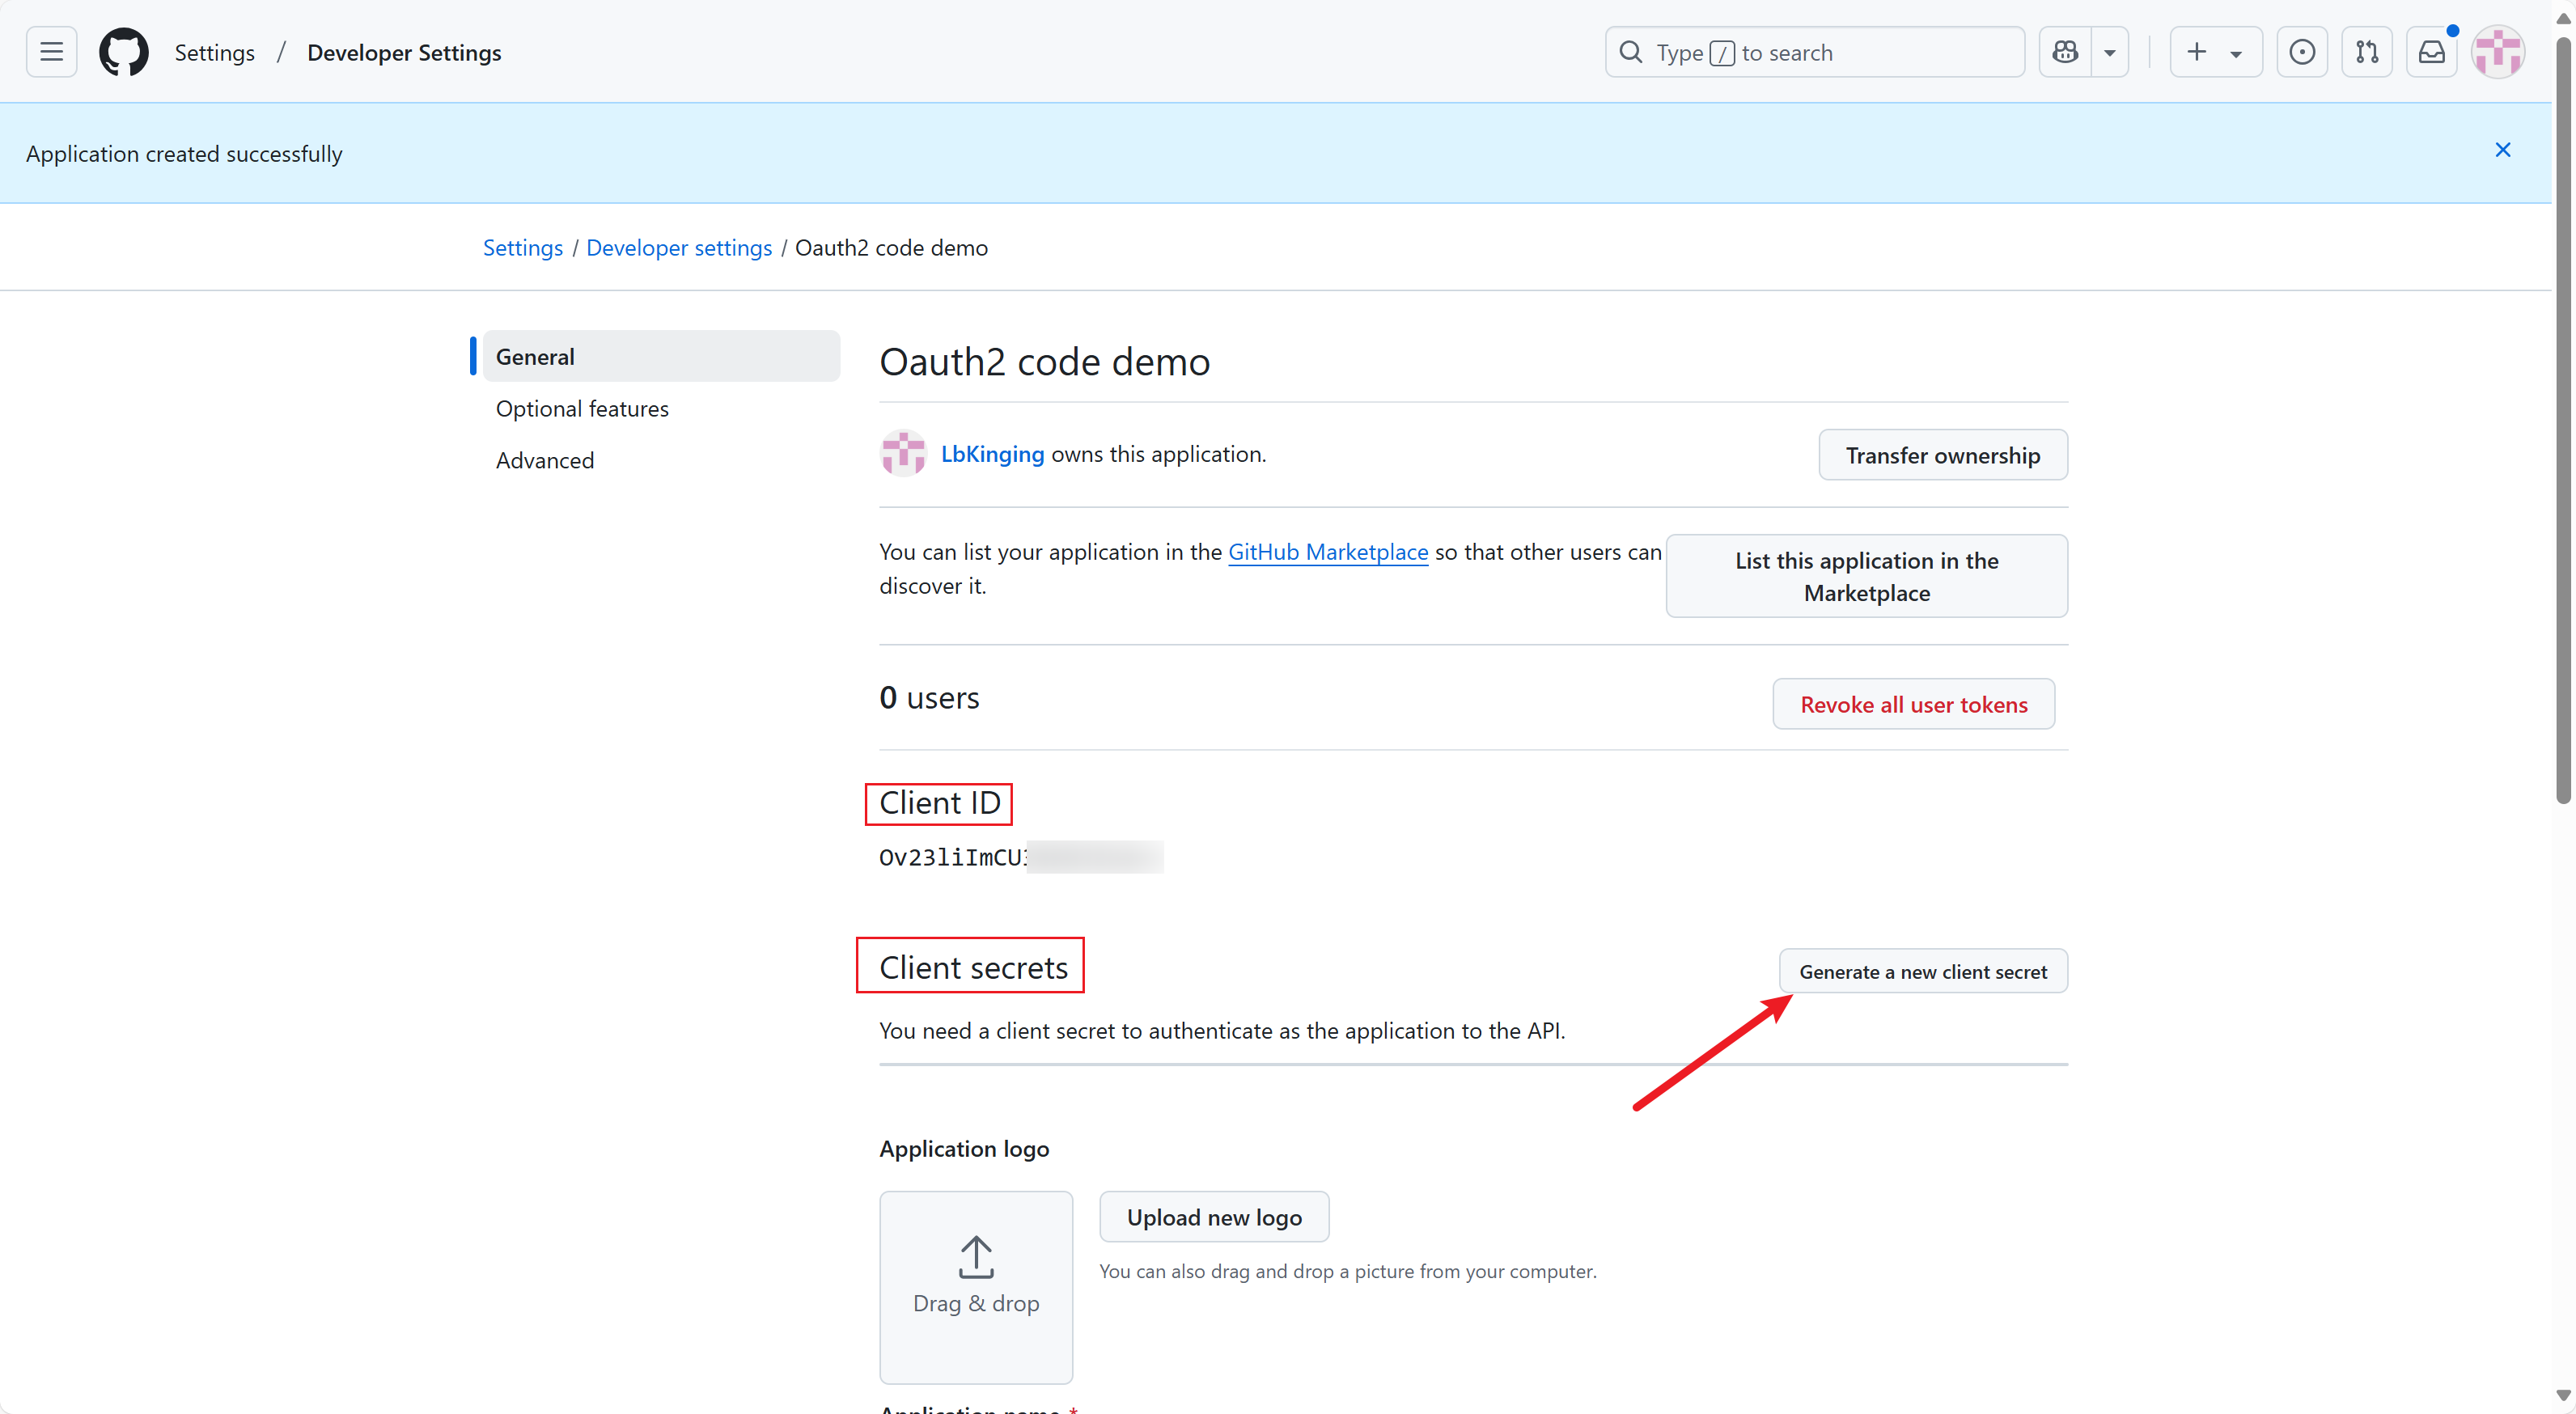 Settings / Developer Settings
Type / to search
Application created successfully
Settings / Developer settings / Oauth2 code demo
General
Optional features
Advanced
Oauth2 code demo
LbKinging owns this application.
Transfer ownership
You can list your application in the GitHub Marketplace so that other users can
discover it.
List this application in the
Marketplace
0 users
Revoke all user tokens
Client ID
Ov23liImCU
Client secrets
Generate a new client secret
You need a client secret to authenticate as the application to the API.
Application logo
Upload new logo
You can also drag and drop a picture from your computer.
Drag & drop
Application name *